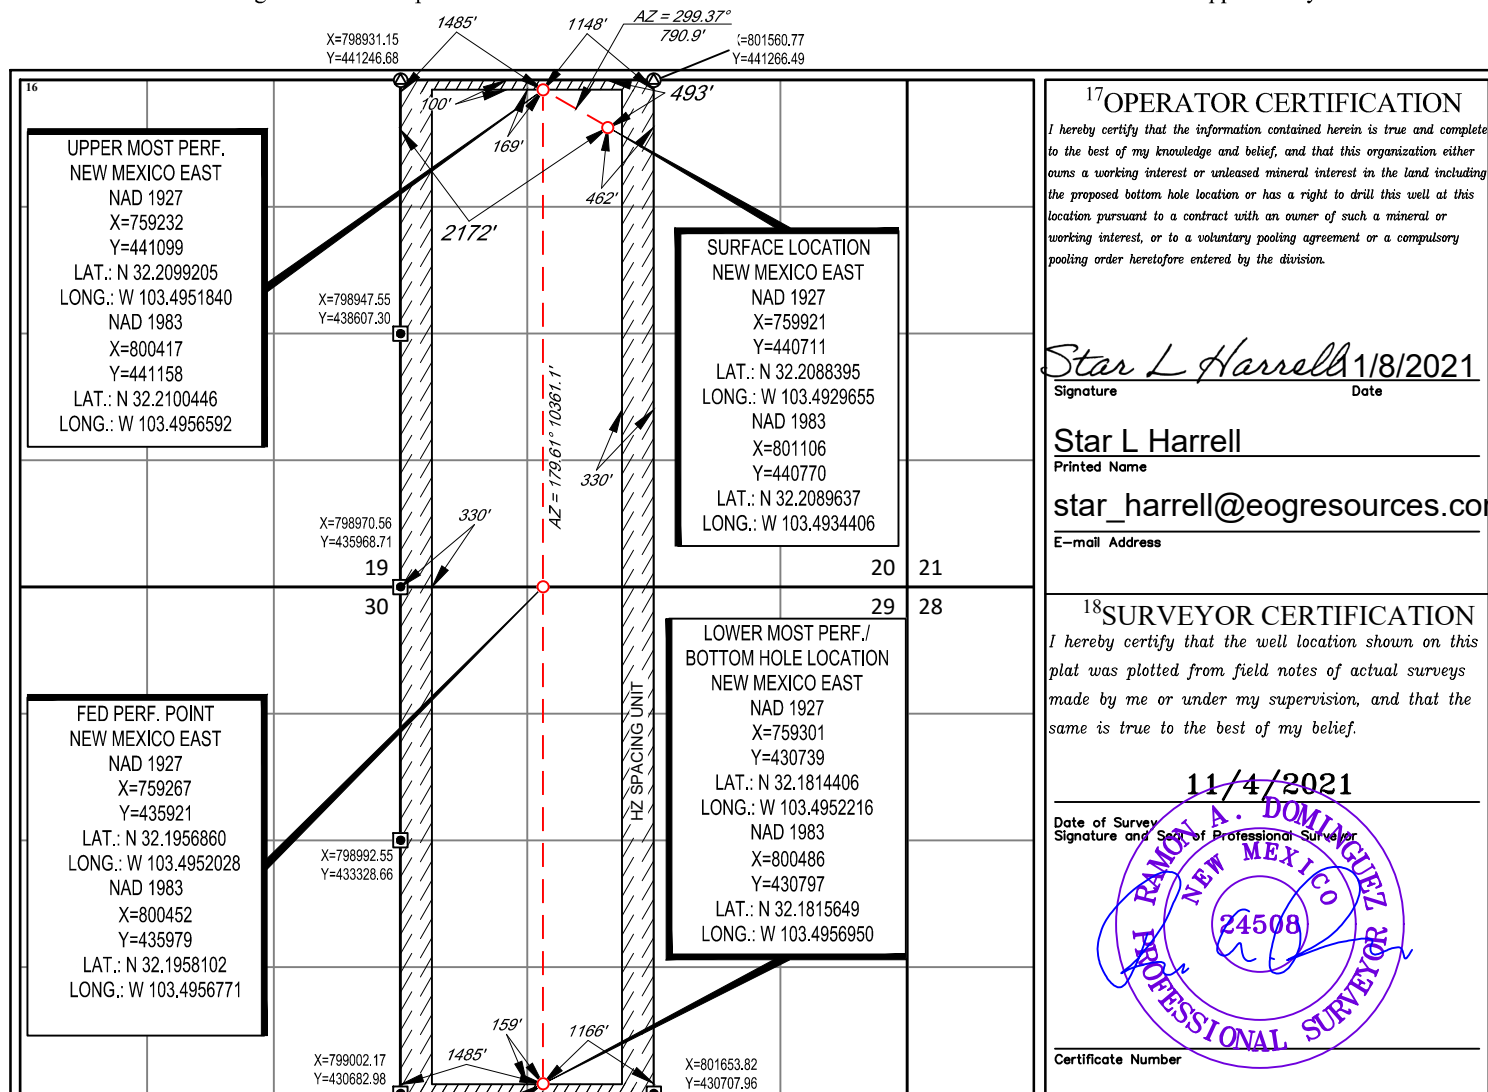 1485'
1148'
AZ = 299.37°
790.9'
X=798931.15
Y=441246.68
X=801560.77
Y=441266.49
16
100'
169'
493'
462'
2172'
UPPER MOST PERF.
NEW MEXICO EAST
NAD 1927
X=759232
Y=441099
LAT.: N 32.2099205
LONG.: W 103.4951840
NAD 1983
X=800417
Y=441158
LAT.: N 32.2100446
LONG.: W 103.4956592
SURFACE LOCATION
NEW MEXICO EAST
NAD 1927
X=759921
Y=440711
LAT.: N 32.2088395
LONG.: W 103.4929655
NAD 1983
X=801106
Y=440770
LAT.: N 32.2089637
LONG.: W 103.4934406
X=798947.55
Y=438607.30
AZ = 179.61° 10361.1'
330'
330'
X=798970.56
Y=435968.71
19
20
21
30
29
28
FED PERF. POINT
NEW MEXICO EAST
NAD 1927
X=759267
Y=435921
LAT.: N 32.1956860
LONG.: W 103.4952028
NAD 1983
X=800452
Y=435979
LAT.: N 32.1958102
LONG.: W 103.4956771
HZ SPACING UNIT
LOWER MOST PERF./
BOTTOM HOLE LOCATION
NEW MEXICO EAST
NAD 1927
X=759301
Y=430739
LAT.: N 32.1814406
LONG.: W 103.4952216
NAD 1983
X=800486
Y=430797
LAT.: N 32.1815649
LONG.: W 103.4956950
X=798992.55
Y=433328.66
159'
1166'
1485'
X=799002.17
Y=430682.98
X=801653.82
Y=430707.96
17 OPERATOR CERTIFICATION
I hereby certify that the information contained herein is true and complete
to the best of my knowledge and belief, and that this organization either
owns a working interest or unleased mineral interest in the land including
the proposed bottom hole location or has a right to drill this well at this
location pursuant to a contract with an owner of such a mineral or
working interest, or to a voluntary pooling agreement or a compulsory
pooling order heretofore entered by the division.
Star L Harrell 11/8/2021
Signature Date
Star L Harrell
Printed Name
star_harrell@eogresources.com
E-mail Address
18 SURVEYOR CERTIFICATION
I hereby certify that the well location shown on this
plat was plotted from field notes of actual surveys
made by me or under my supervision, and that the
same is true to the best of my belief.
11/4/2021
Date of Survey
Signature and Seal of Professional Surveyor
RAMON A. DOMINGUEZ
NEW MEXICO
24508
PROFESSIONAL SURVEYOR
Certificate Number